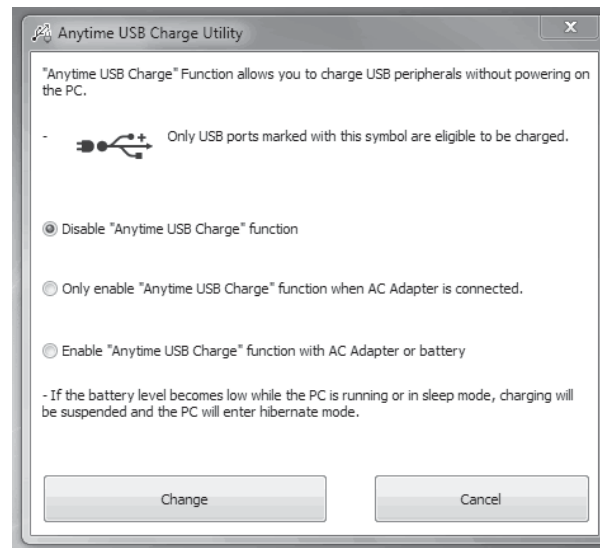 Anytime USB Charge Utility
"Anytime USB Charge" Function allows you to charge USB peripherals without powering on
the PC.
- Only USB ports marked with this symbol are eligible to be charged.
Disable "Anytime USB Charge" function
Only enable "Anytime USB Charge" function when AC Adapter is connected.
Enable "Anytime USB Charge" function with AC Adapter or battery
- If the battery level becomes low while the PC is running or in sleep mode, charging will
be suspended and the PC will enter hibernate mode.
Change Cancel